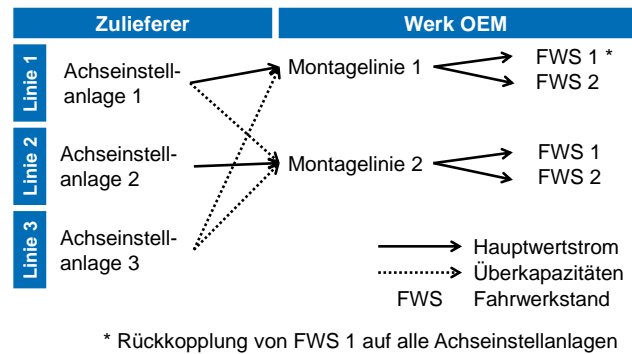 Zulieferer
Werk OEM
Linie 1
Achseinstell-
anlage 1
Montagelinie 1
FWS 1 *
FWS 2
Linie 2
Achseinstell-
anlage 2
Montagelinie 2
FWS 1
FWS 2
Linie 3
Achseinstell-
anlage 3
Hauptwertstrom
Überkapazitäten
FWS Fahrwerkstand
* Rückkopplung von FWS 1 auf alle Achseinstellanlagen